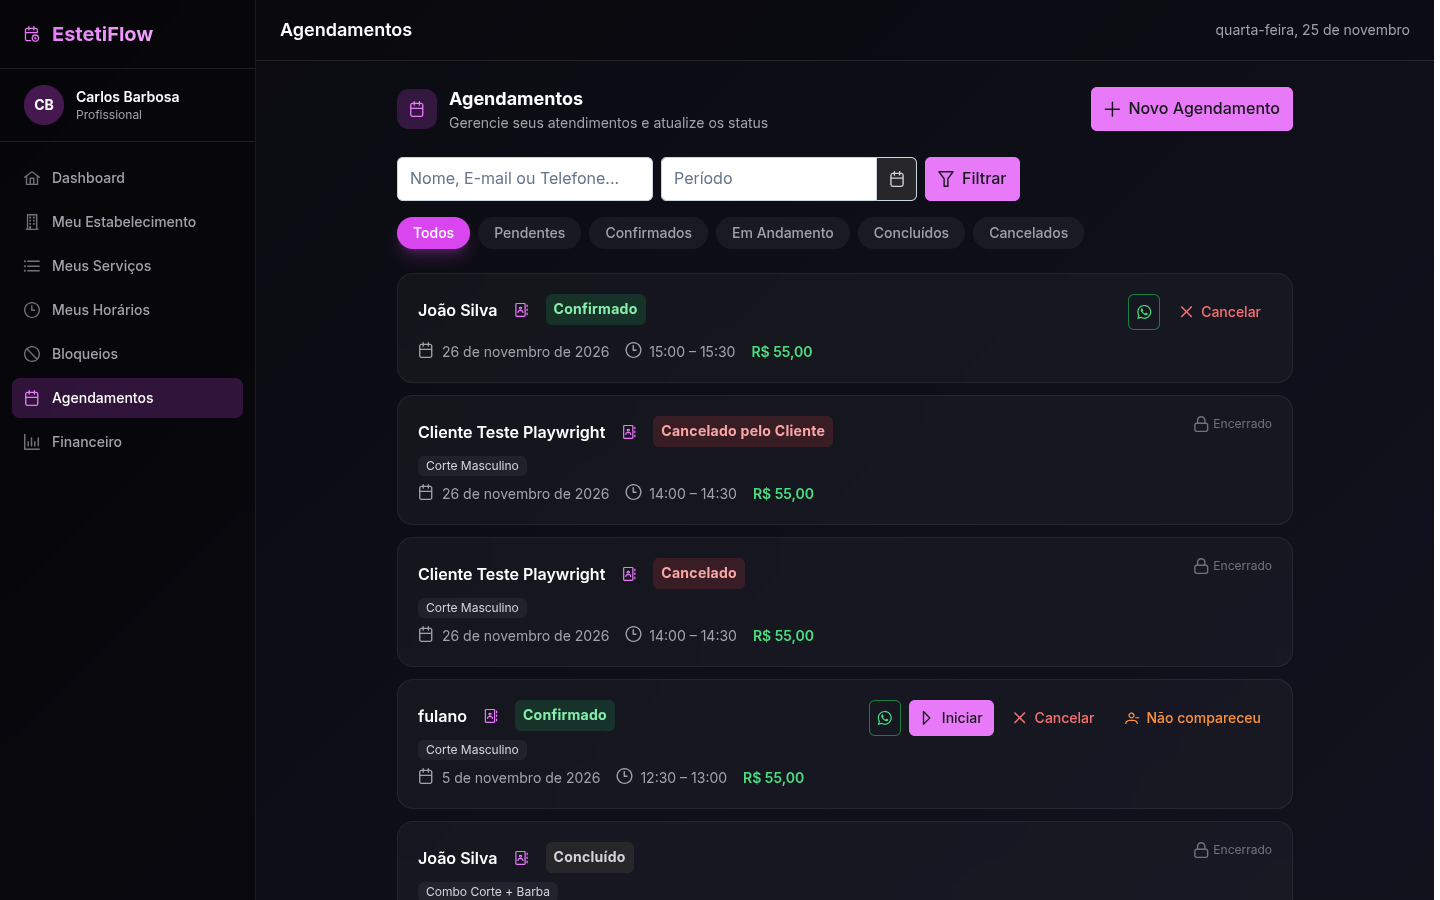 EstetiFlow
CB
Carlos Barbosa
Profissional
Dashboard
Meu Estabelecimento
Meus Serviços
Meus Horários
Bloqueios
Agendamentos
Financeiro
Agendamentos
quarta-feira, 25 de novembro
Agendamentos
Gerencie seus atendimentos e atualize os status
Novo Agendamento
Nome, E-mail ou Telefone...
Período
Filtrar
Todos
Pendentes
Confirmados
Em Andamento
Concluídos
Cancelados
João Silva
Confirmado
Cancelar
26 de novembro de 2026
15:00 – 15:30
R$ 55,00
Cliente Teste Playwright
Cancelado pelo Cliente
Encerrado
Corte Masculino
26 de novembro de 2026
14:00 – 14:30
R$ 55,00
Cliente Teste Playwright
Cancelado
Encerrado
Corte Masculino
26 de novembro de 2026
14:00 – 14:30
R$ 55,00
fulano
Confirmado
Iniciar
Cancelar
Não compareceu
Corte Masculino
5 de novembro de 2026
12:30 – 13:00
R$ 55,00
João Silva
Concluído
Encerrado
Combo Corte + Barba